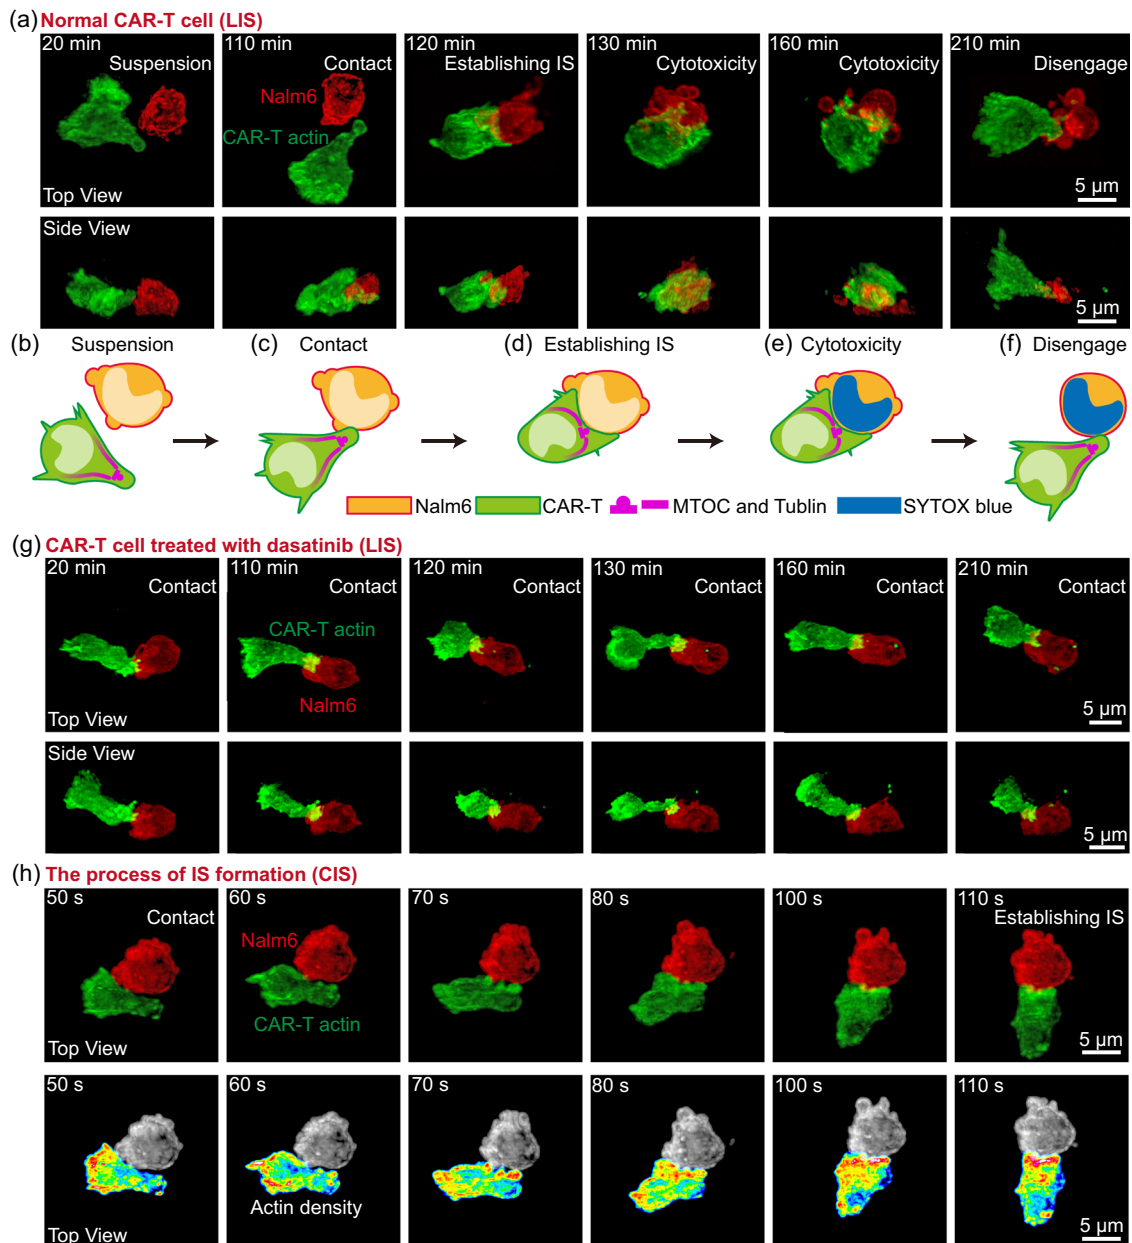 (a) Normal CAR-T cell (LIS)
20 min 110 min 120 min 130 min 160 min 210 min
Suspension Contact Establishing IS Cytotoxicity Cytotoxicity Disengage
Nalm6
CAR-T actin
Top View
5 µm
Side View
5 µm
(b) Suspension (c) Contact (d) Establishing IS (e) Cytotoxicity (f) Disengage
Nalm6 CAR-T MTOC and Tublin SYTOX blue
(g) CAR-T cell treated with dasatinib (LIS)
20 min 110 min 120 min 130 min 160 min 210 min
Contact Contact Contact Contact Contact Contact
CAR-T actin
Nalm6
Top View
5 µm
Side View
5 µm
(h) The process of IS formation (CIS)
50 s 60 s 70 s 80 s 100 s 110 s
Contact Establishing IS
Nalm6
CAR-T actin
Top View
5 µm
50 s 60 s 70 s 80 s 100 s 110 s
Actin density
Top View
5 µm